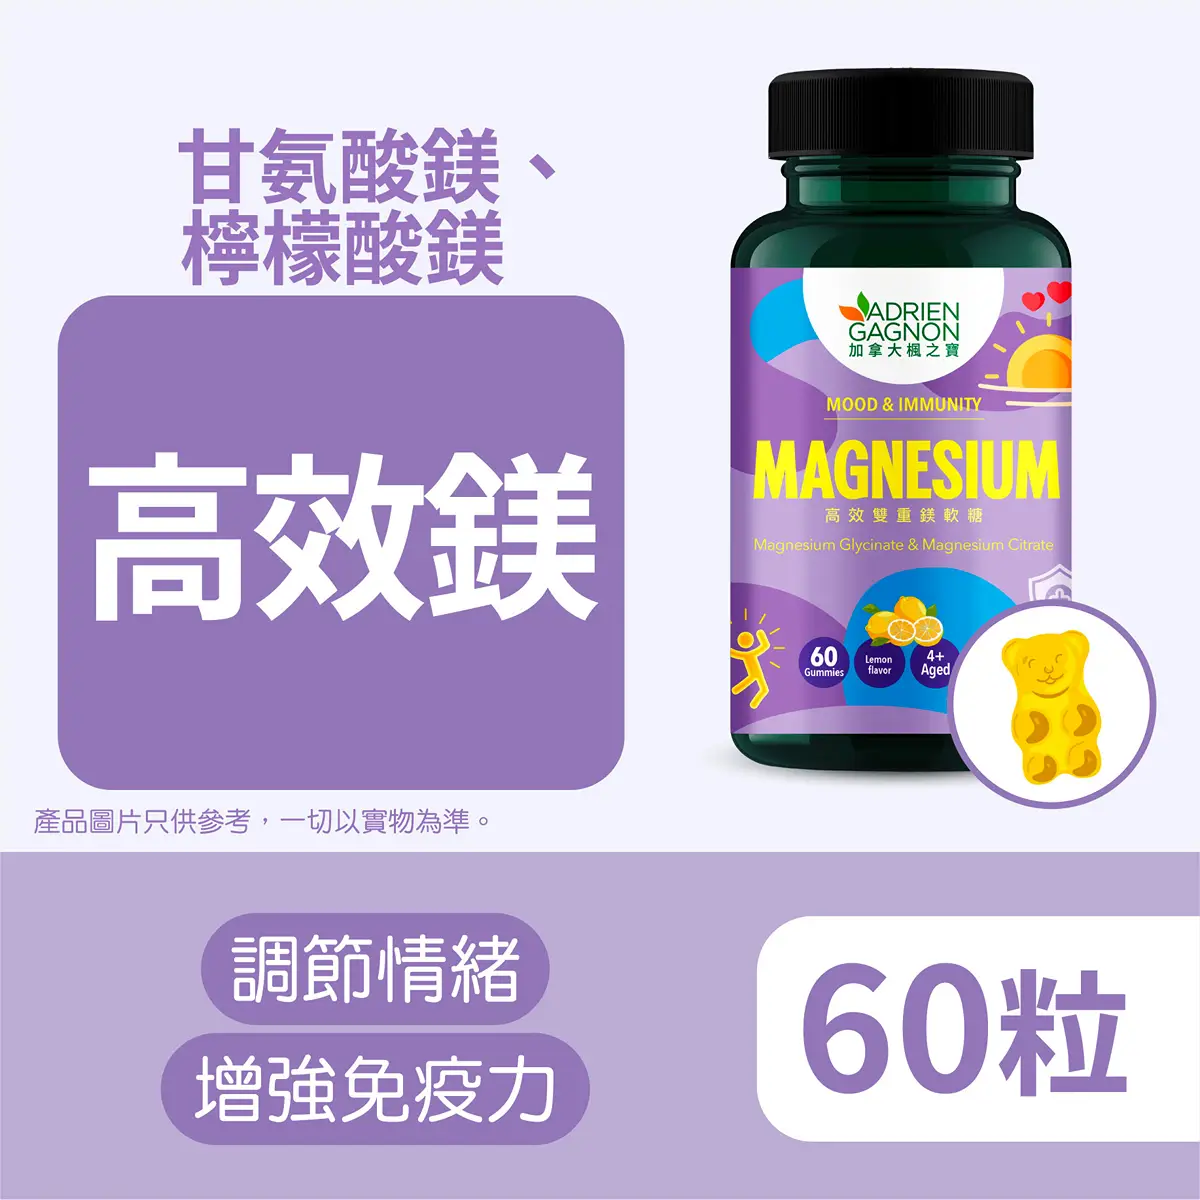 甘氨酸鎂、
檸檬酸鎂
高效鎂
產品圖片只供參考，一切以實物為準。
ADRIEN
GAGNON
加拿大楓之寶
MOOD & IMMUNITY
MAGNESIUM
高效雙重鎂軟糖
Magnesium Glycinate & Magnesium Citrate
60
Gummies
Lemon
flavor
4+
Aged
調節情緒
增強免疫力
60粒